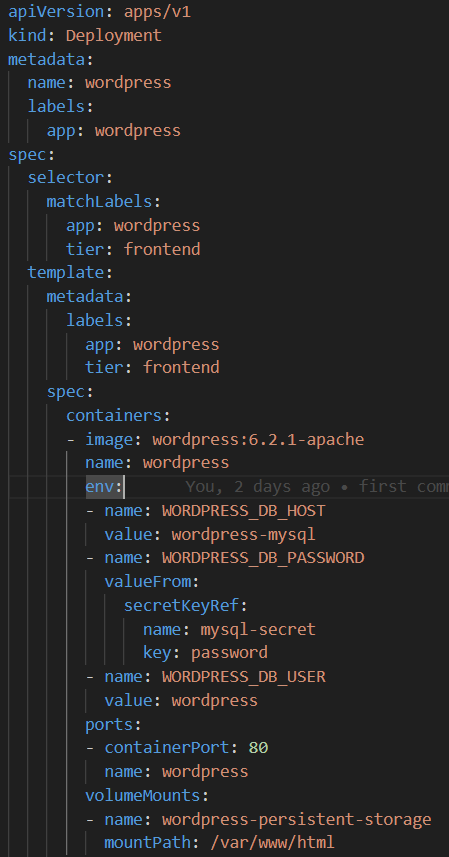 apiVersion: apps/v1
kind: Deployment
metadata:
  name: wordpress
  labels:
    app: wordpress
spec:
  selector:
    matchLabels:
      app: wordpress
      tier: frontend
  template:
    metadata:
      labels:
        app: wordpress
        tier: frontend
    spec:
      containers:
      - image: wordpress:6.2.1-apache
        name: wordpress
        env: You, 2 days ago • first comm
        - name: WORDPRESS_DB_HOST
          value: wordpress-mysql
        - name: WORDPRESS_DB_PASSWORD
          valueFrom:
            secretKeyRef:
              name: mysql-secret
              key: password
        - name: WORDPRESS_DB_USER
          value: wordpress
        ports:
        - containerPort: 80
          name: wordpress
        volumeMounts:
        - name: wordpress-persistent-storage
          mountPath: /var/www/html